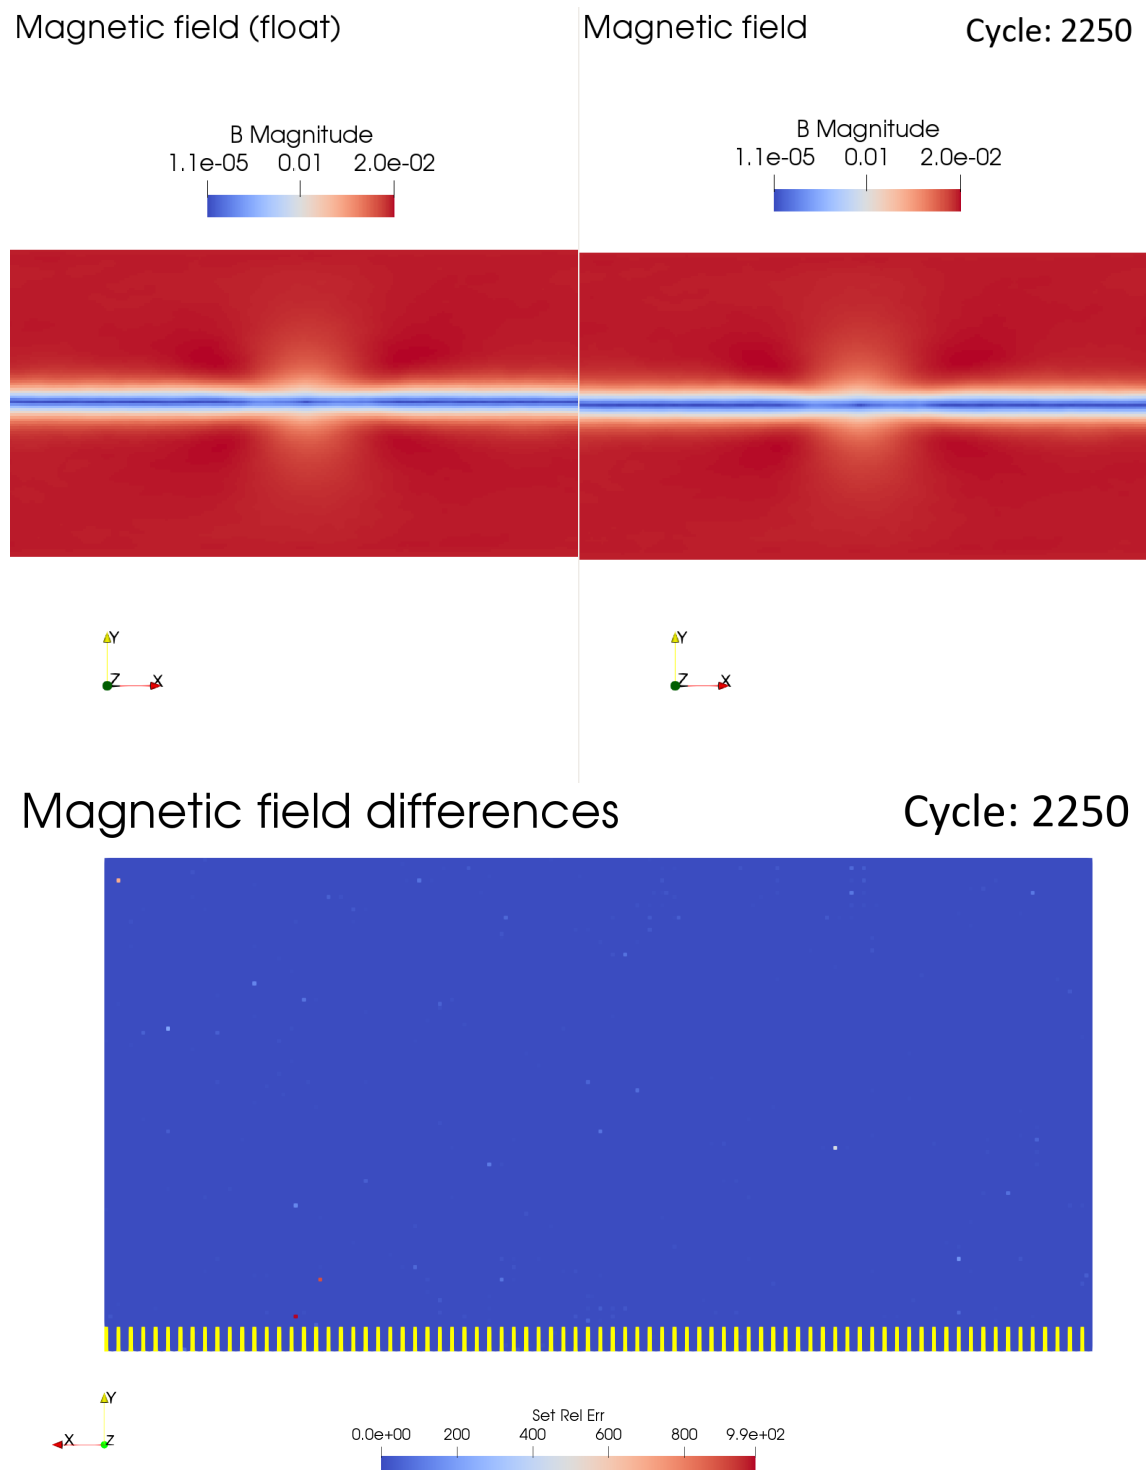 Magnetic field (float)
Magnetic field
Cycle: 2250
B Magnitude
1.1e-05 0.01 2.0e-02
B Magnitude
1.1e-05 0.01 2.0e-02
Y
Z
X
Y
Z
X
Magnetic field differences
Cycle: 2250
Y
X
Z
Set Rel Err
0.0e+00 200 400 600 800 9.9e+02